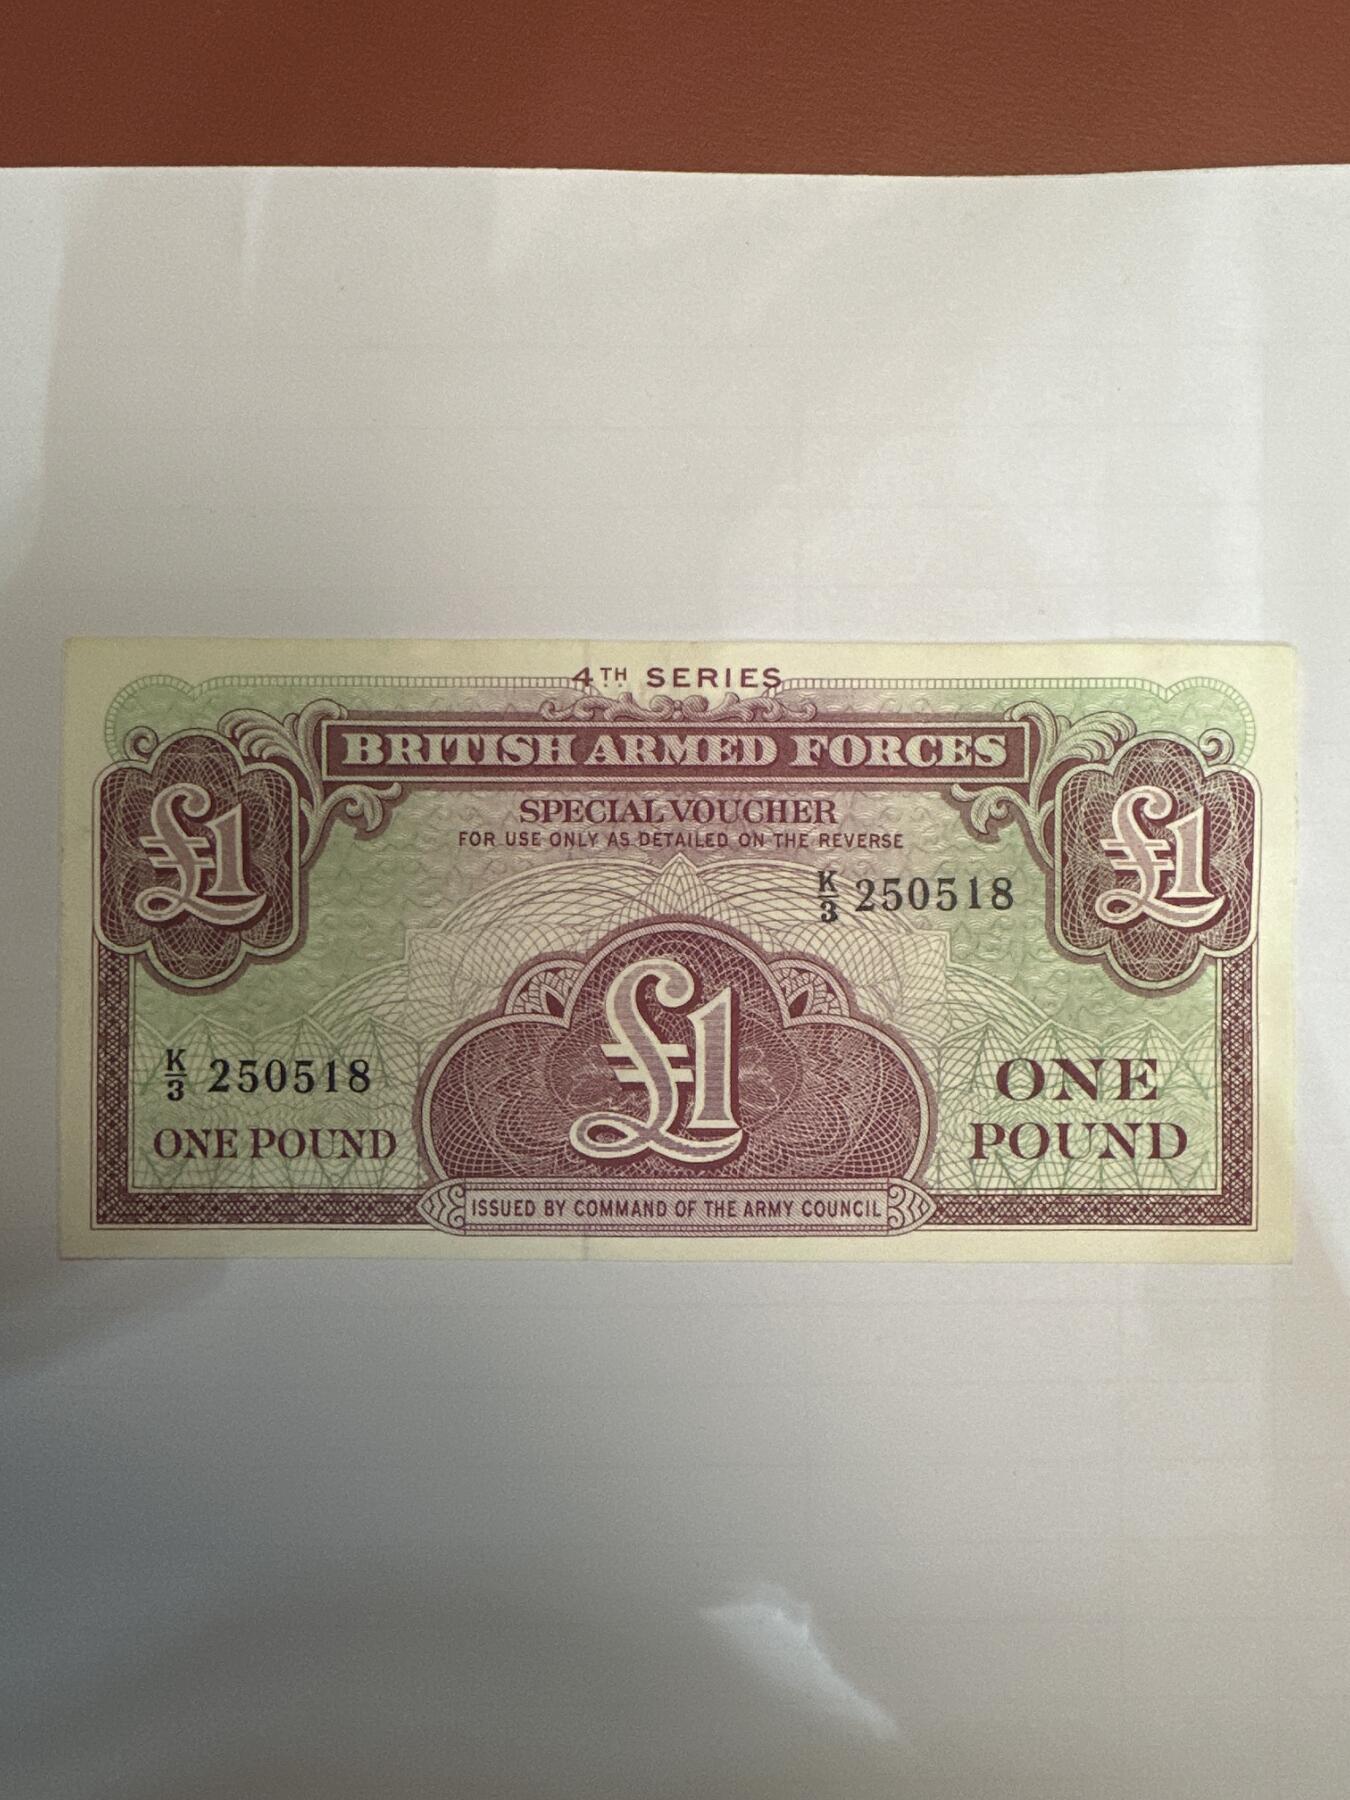 4TH SERIES
BRITISH ARMED FORCES
SPECIAL VOUCHER
FOR USE ONLY AS DETAILED ON THE REVERSE
£1
£1
K/3 250518
£1
K/3 250518
ONE POUND
ONE
POUND
ISSUED BY COMMAND OF THE ARMY COUNCIL